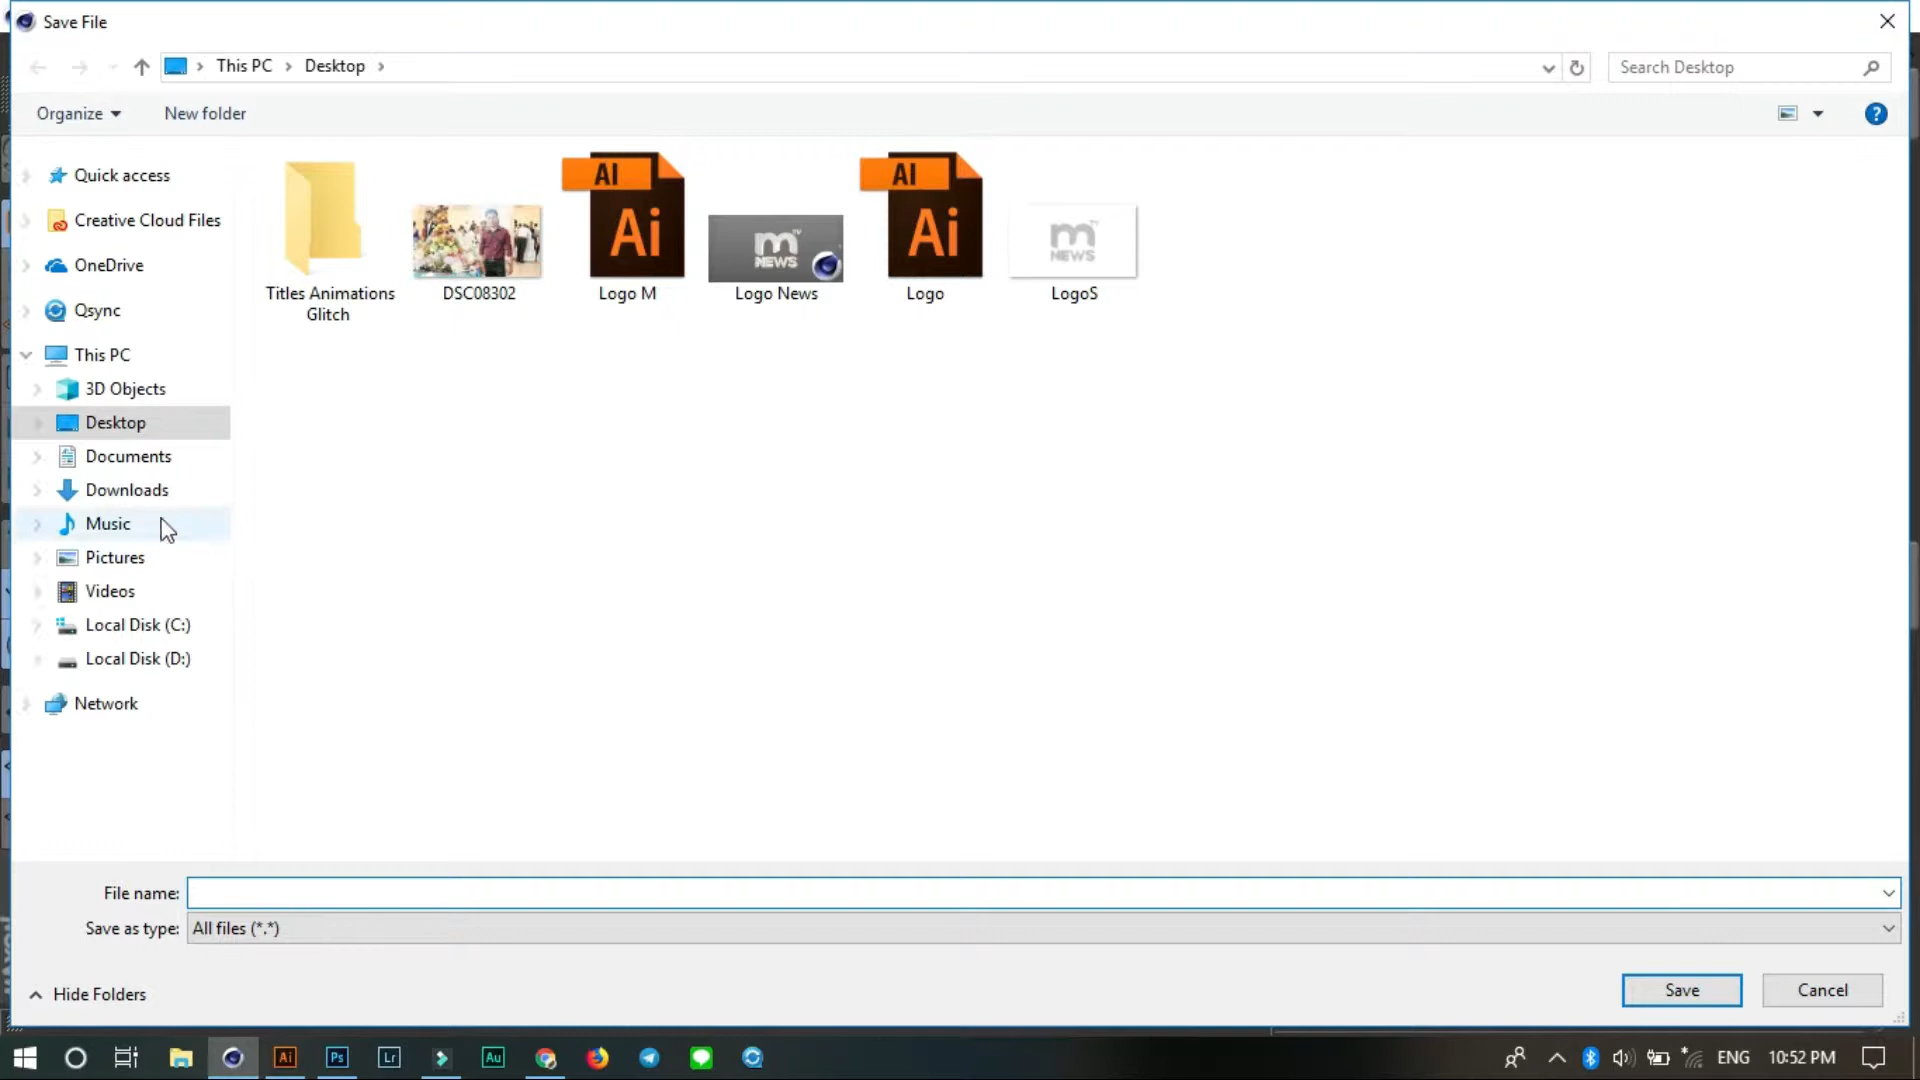 Save File
This PC
Desktop
Search Desktop
Organize
New folder
?
Quick access
Creative Cloud Files
OneDrive
Qsync
This PC
3D Objects
Desktop
Documents
Downloads
Music
Pictures
Videos
Local Disk (C:)
Local Disk (D:)
Network
AI
Ai
m TV
NEWS
AI
Ai
m
NEWS
Titles Animations
Glitch
DSC08302
Logo M
Logo News
Logo
LogoS
File name:
Save as type:
All files (*.*)
Hide Folders
Save
Cancel
Ai
Ps
Lr
Au
ENG
10:52 PM